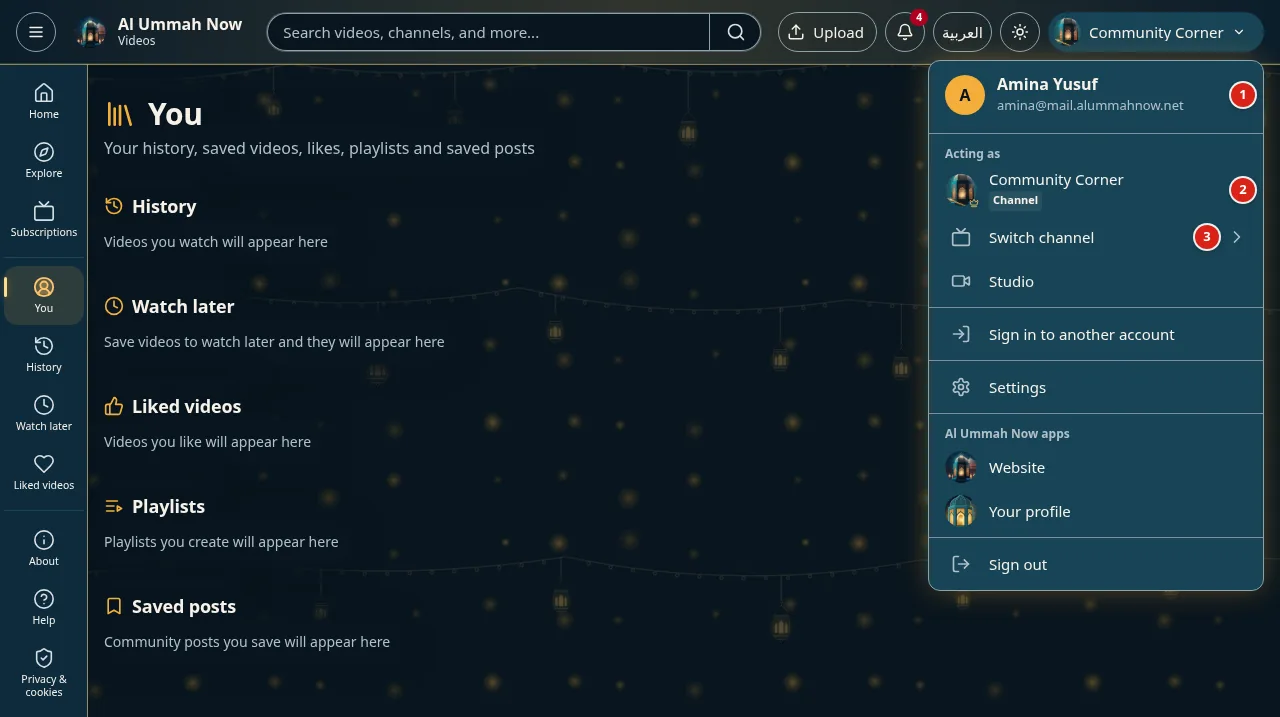 Al Ummah Now
Videos
Search videos, channels, and more...
Upload
4
العربية
Community Corner
Home
Explore
Subscriptions
You
History
Watch later
Liked videos
About
Help
Privacy &
cookies
You
Your history, saved videos, likes, playlists and saved posts
History
Videos you watch will appear here
Watch later
Save videos to watch later and they will appear here
Liked videos
Videos you like will appear here
Playlists
Playlists you create will appear here
Saved posts
Community posts you save will appear here
A
Amina Yusuf
amina@mail.alummahnow.net
1
Acting as
Community Corner
Channel
2
Switch channel
3
Studio
Sign in to another account
Settings
Al Ummah Now apps
Website
Your profile
Sign out